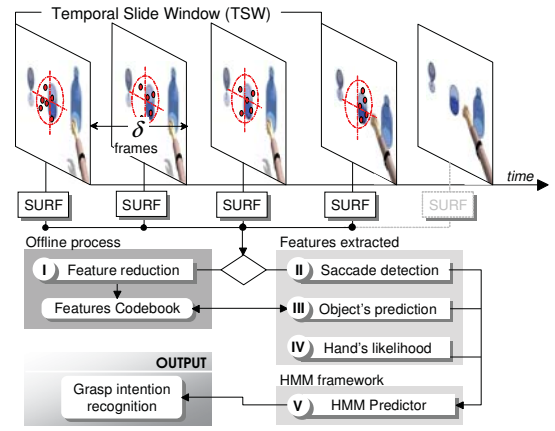 Temporal Slide Window (TSW)
δ
frames
time
SURF SURF SURF SURF SURF
Offline process
Features extracted
I Feature reduction
II Saccade detection
Features Codebook
III Object's prediction
IV Hand's likelihood
OUTPUT
Grasp intention
recognition
HMM framework
V HMM Predictor